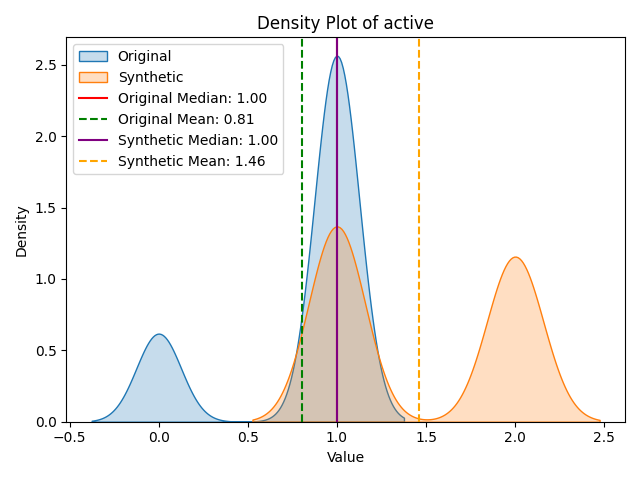 Density Plot of active
Original
Synthetic
Original Median: 1.00
Original Mean: 0.81
Synthetic Median: 1.00
Synthetic Mean: 1.46
Density
2.5
2.0
1.5
1.0
0.5
0.0
−0.5 0.0 0.5 1.0 1.5 2.0 2.5
Value